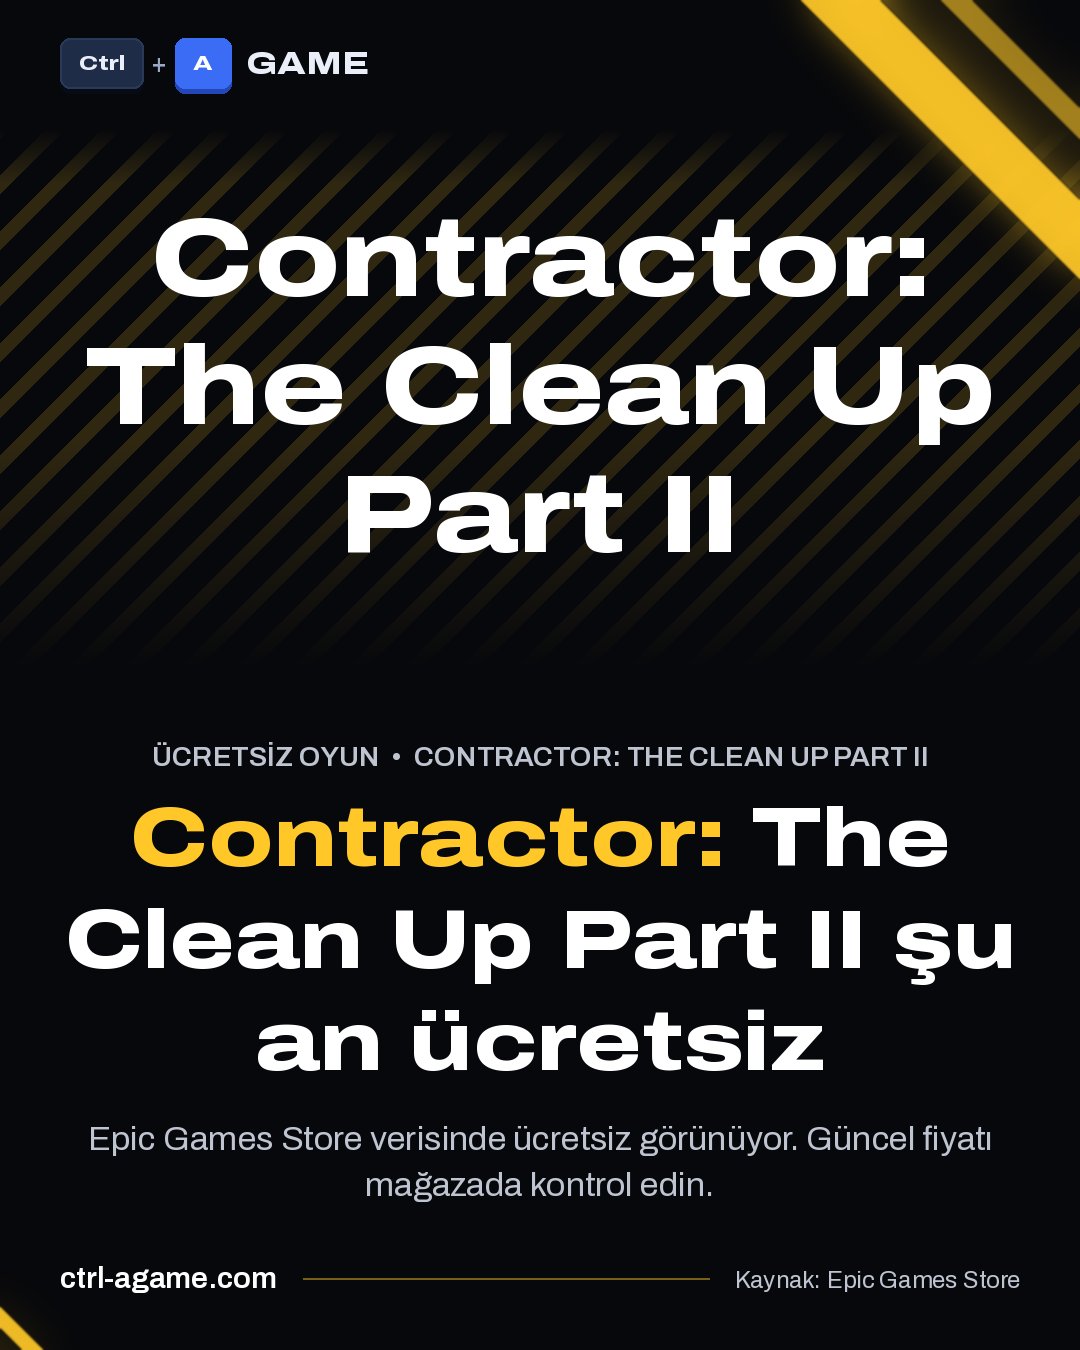 Ctrl + A GAME
Contractor:
The Clean Up
Part II
ÜCRETSİZ OYUN • CONTRACTOR: THE CLEAN UP PART II
Contractor: The
Clean Up Part II şu
an ücretsiz
Epic Games Store verisinde ücretsiz görünüyor. Güncel fiyatı
mağazada kontrol edin.
ctrl-agame.com
Kaynak: Epic Games Store